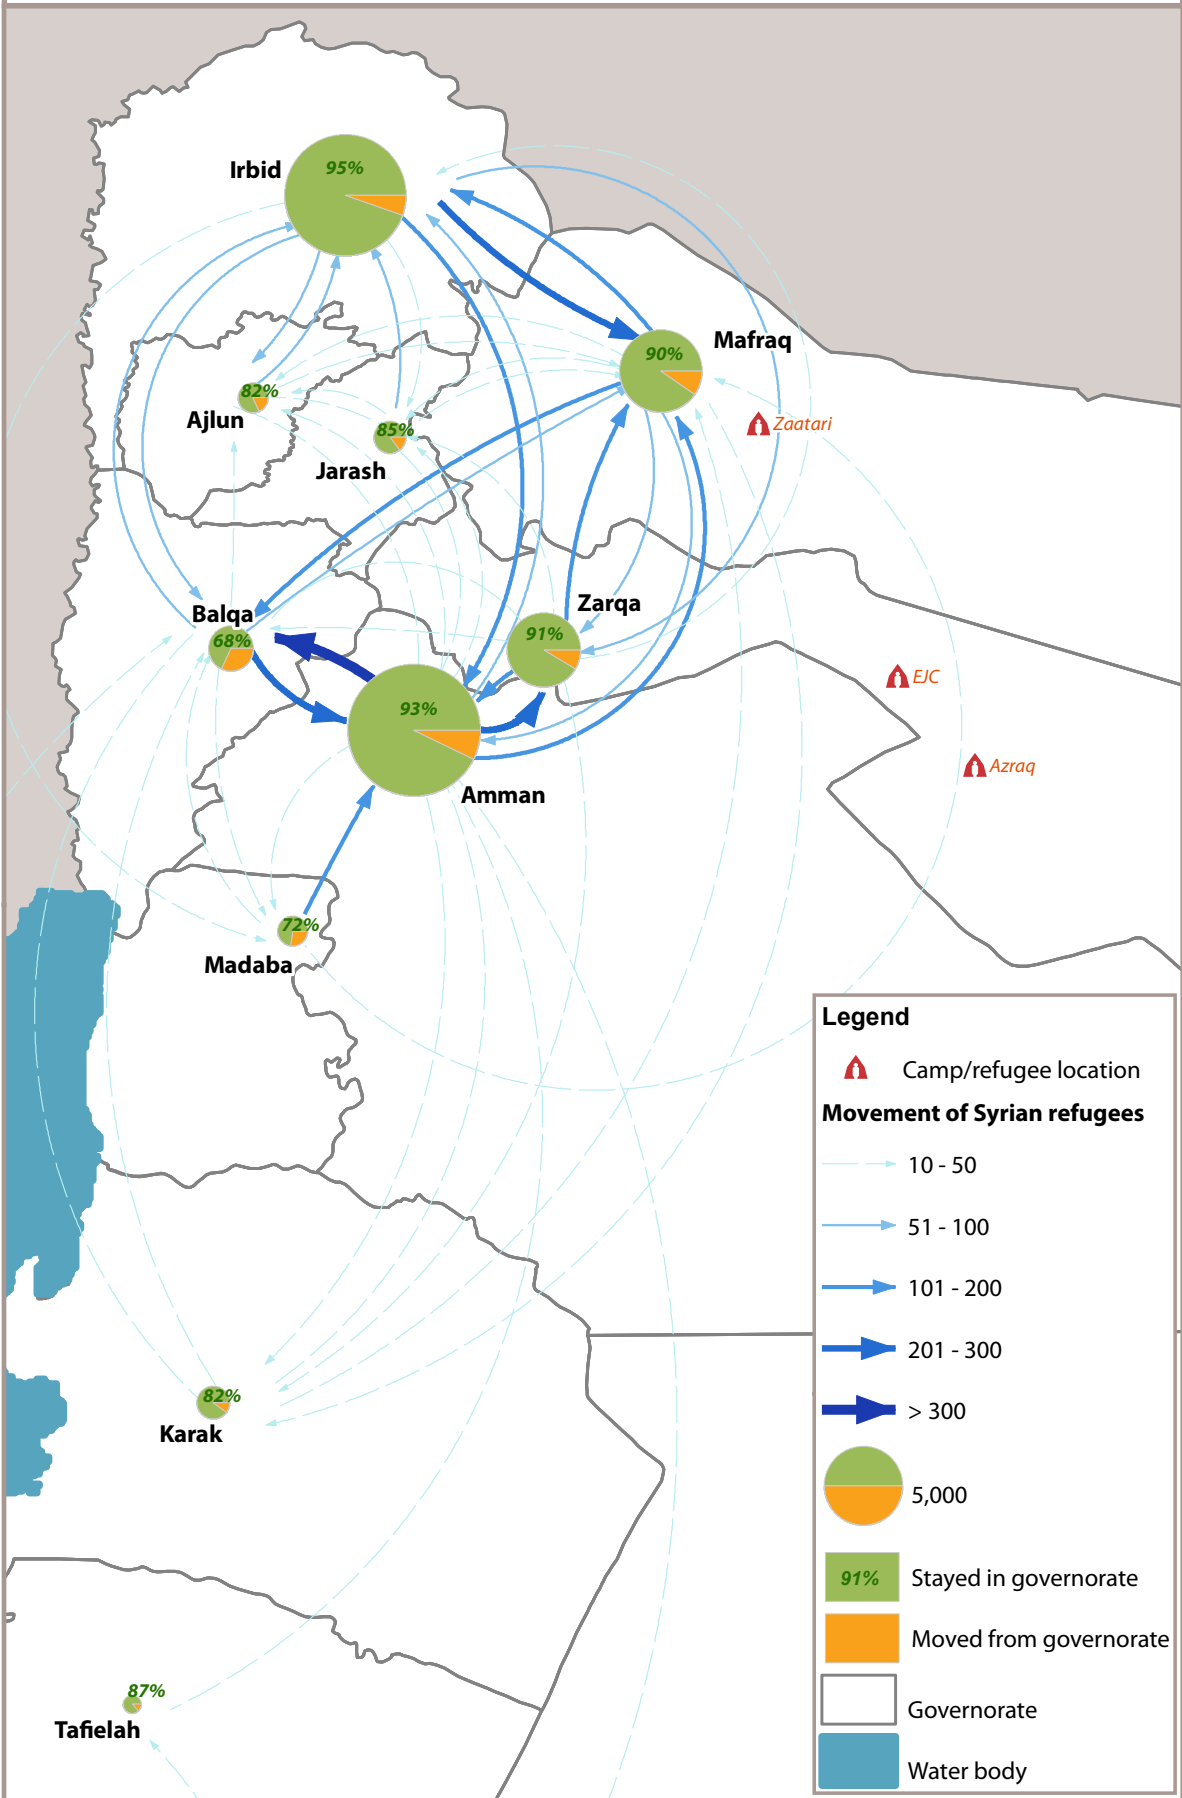 Irbid
95%
Mafraq
90%
Zaatari
82%
Ajlun
85%
Jarash
Balqa
68%
Zarqa
91%
EJC
93%
Azraq
Amman
72%
Madaba
82%
Karak
87%
Tafielah
Legend
Camp/refugee location
Movement of Syrian refugees
10 - 50
51 - 100
101 - 200
201 - 300
> 300
5,000
91% Stayed in governorate
Moved from governorate
Governorate
Water body